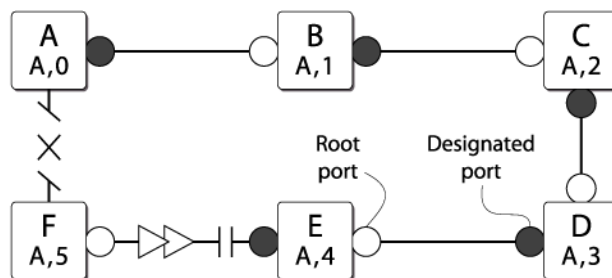 A
A,0
B
A,1
C
A,2
Root
port
Designated
port
F
A,5
E
A,4
D
A,3